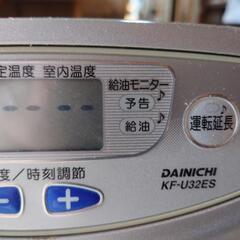 定温度 室内温度
給油モニター
予告
給油
運転延長
DAINICHI
KF-U32ES
度/時刻調節